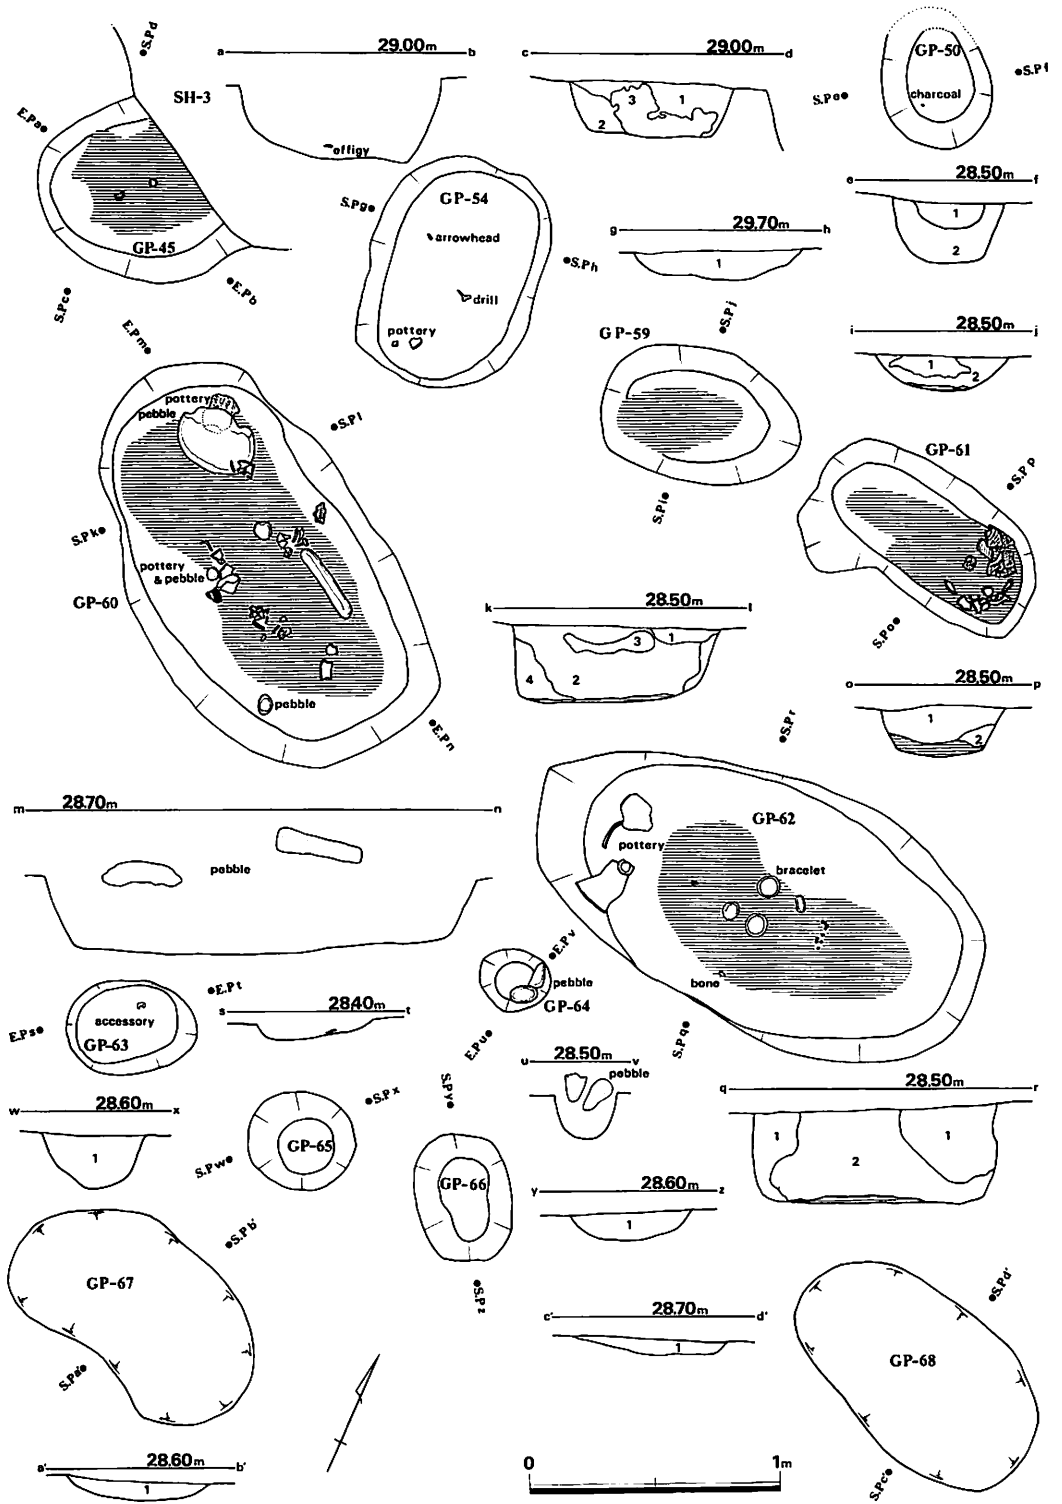 S.Pd
a 29.00m b
c 29.00m d
GP-50
S.Pf
SH-3
charcoal
S.Pe
E.Pa
3 1
2
effigy
S.Pg
GP-54
e 28.50m f
1
2
arrowhead
g 29.70m h
1
GP-45
S.Ph
E.Pb
S.Pc
drill
pottery
S.Pj
E.Pm
GP-59
i 28.50m j
1
2
pottery
pebble
S.Pl
GP-61
S.Pp
S.Pi
S.Pk
pottery
& pebble
GP-60
k 28.50m l
3 1
4 2
S.Po
o 28.50m p
1
2
pebble
E.Pn
S.Pr
m 28.70m n
GP-62
pottery
pebble
bracelet
E.Pv
pebble
GP-64
bone
E.Pt
s 28.40m t
accessory
E.Ps
GP-63
E.Pu
S.Pq
u 28.50m v
pebble
q 28.50m r
1 1
2
w 28.60m x
1
S.Px
S.Py
GP-65
S.Pw
GP-66
y 28.60m z
1
S.Pb'
GP-67
S.Pz
c' 28.70m d'
1
S.Pd'
GP-68
S.Pa'
a' 28.60m b'
1
0 1m
S.Pc'